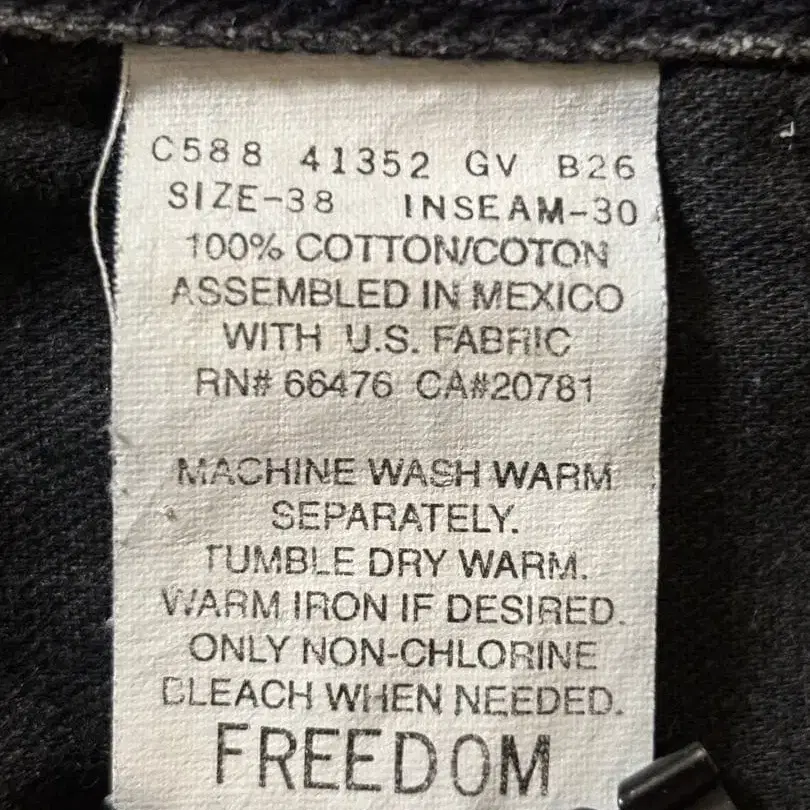 C588 41352 GV B26
SIZE-38 INSEAM-30
100% COTTON/COTON
ASSEMBLED IN MEXICO
WITH U.S. FABRIC
RN# 66476 CA#20781
MACHINE WASH WARM
SEPARATELY.
TUMBLE DRY WARM.
WARM IRON IF DESIRED.
ONLY NON-CHLORINE
BLEACH WHEN NEEDED.
FREEDOM